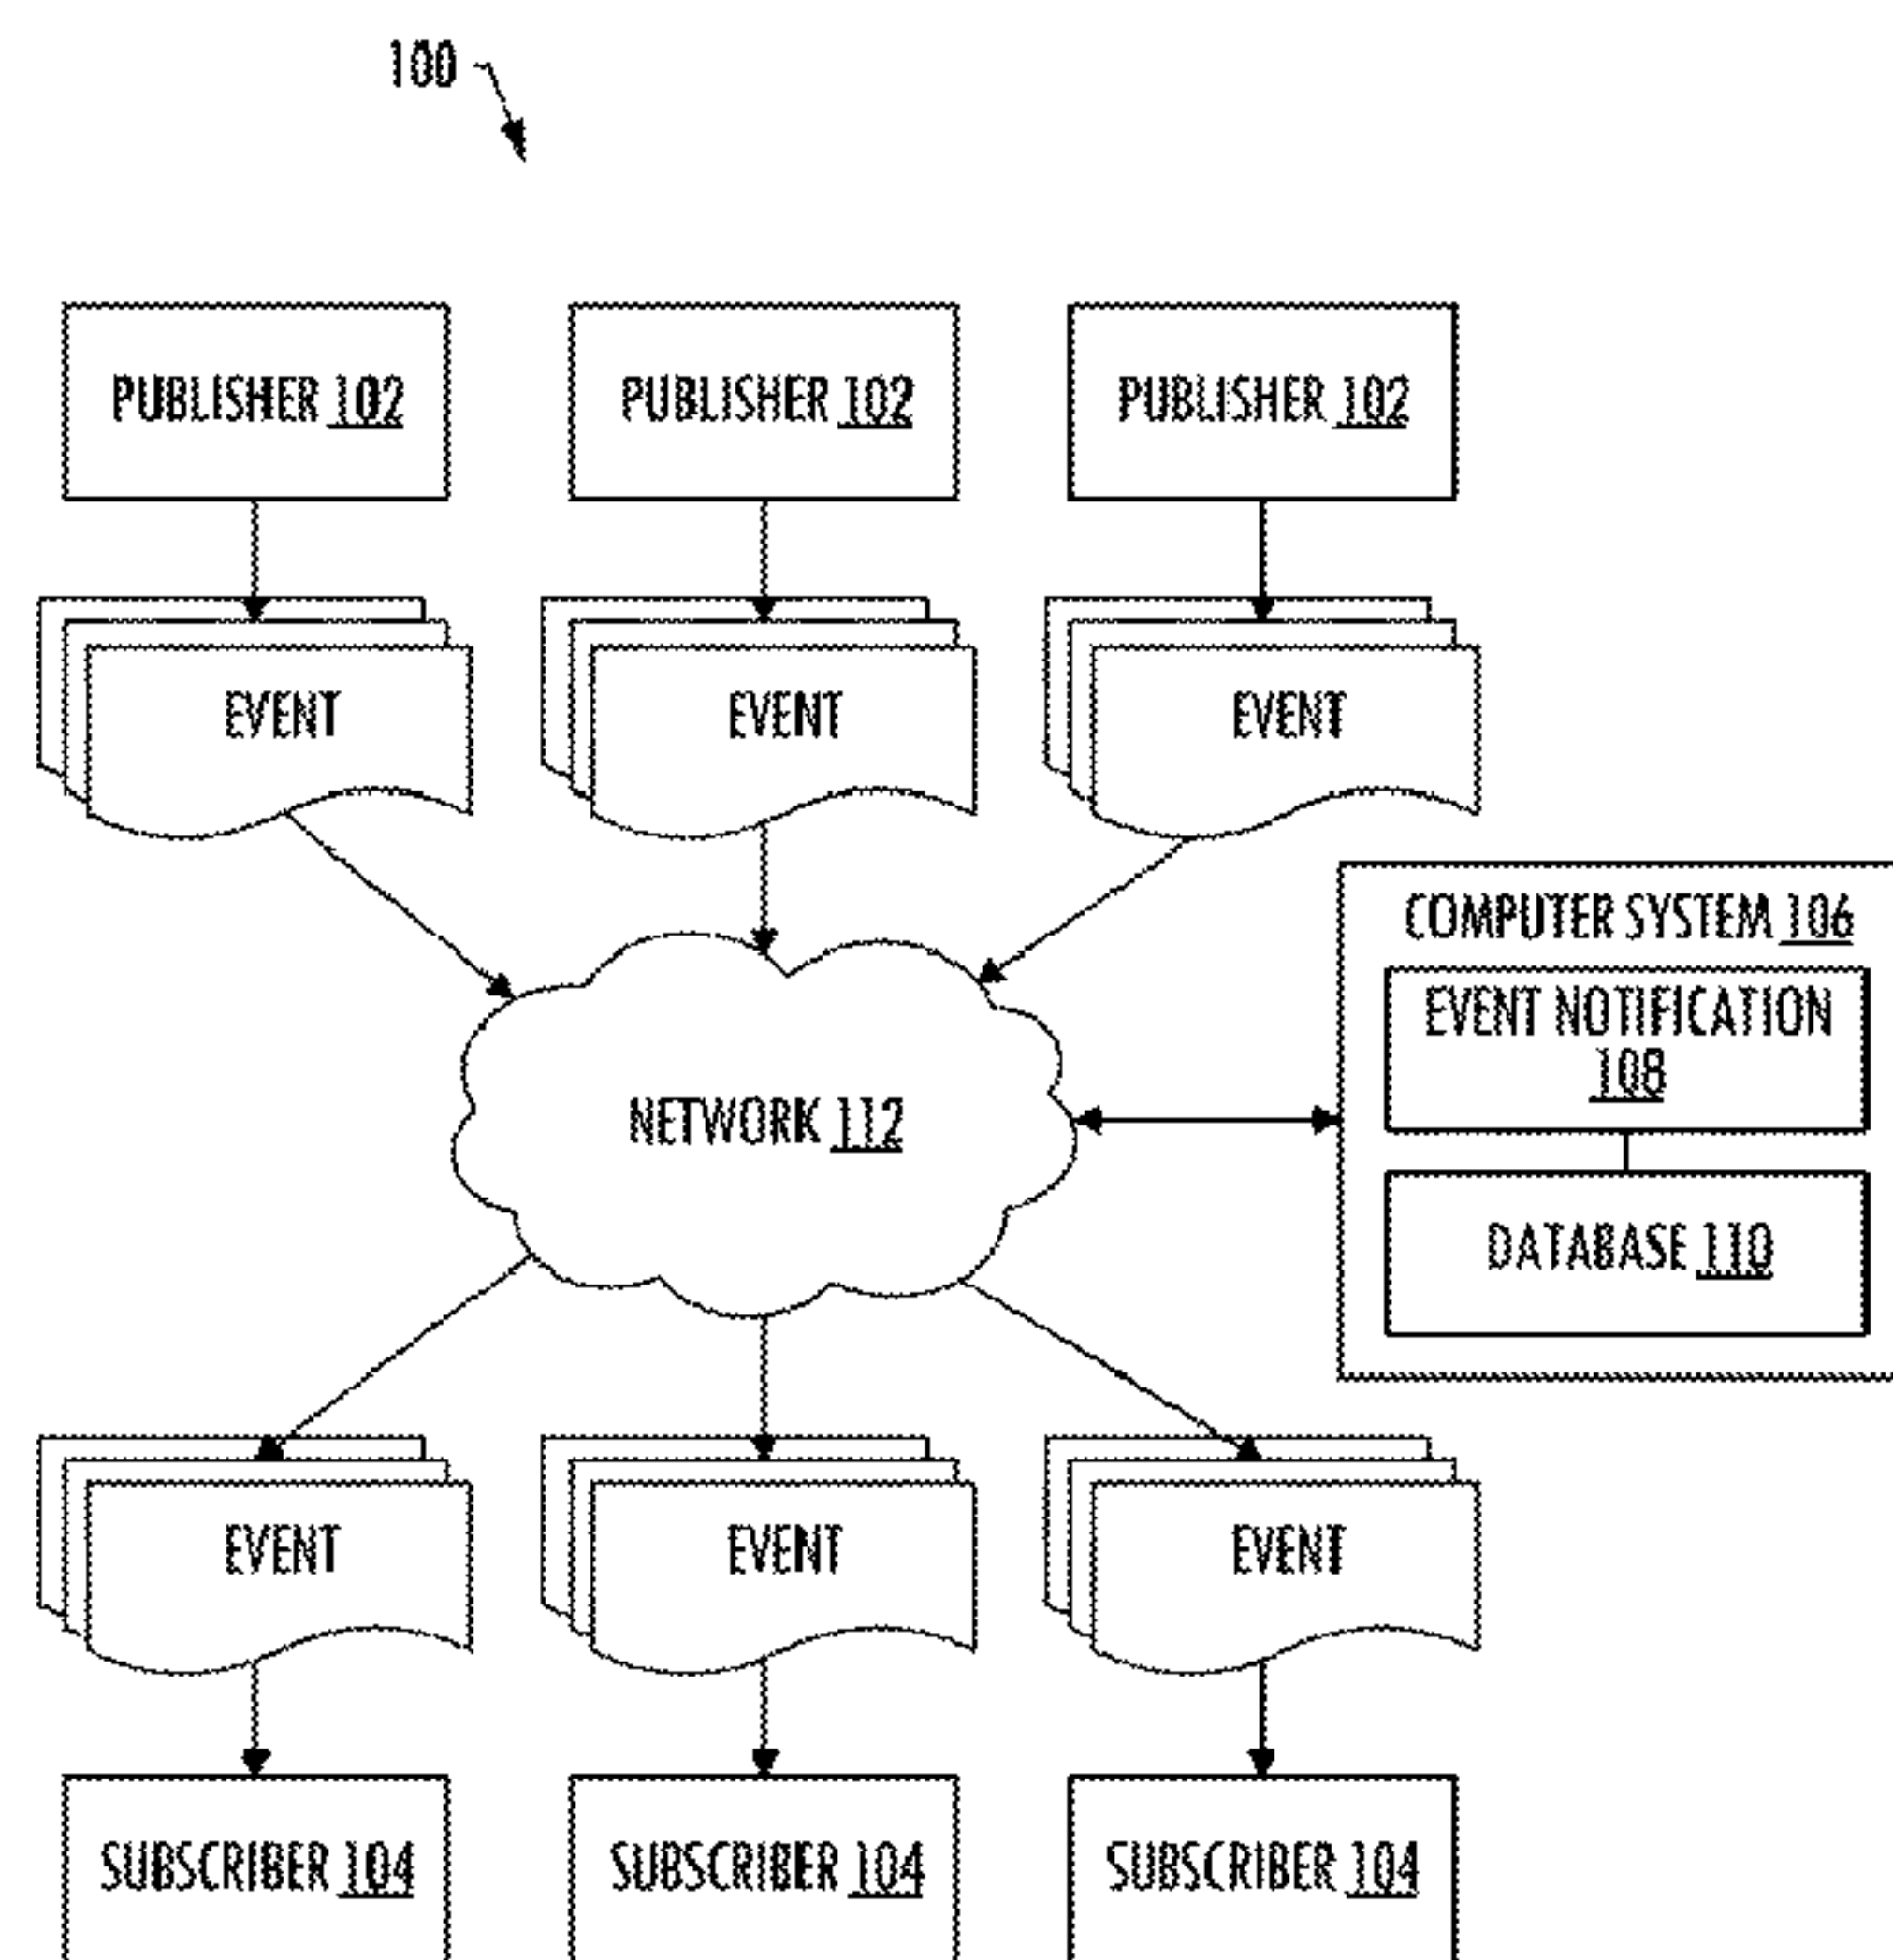 100
PUBLISHER 102
PUBLISHER 102
PUBLISHER 102
EVENT
EVENT
EVENT
COMPUTER SYSTEM 106
EVENT NOTIFICATION
108
NETWORK 112
DATABASE 110
EVENT
EVENT
EVENT
SUBSCRIBER 104
SUBSCRIBER 104
SUBSCRIBER 104